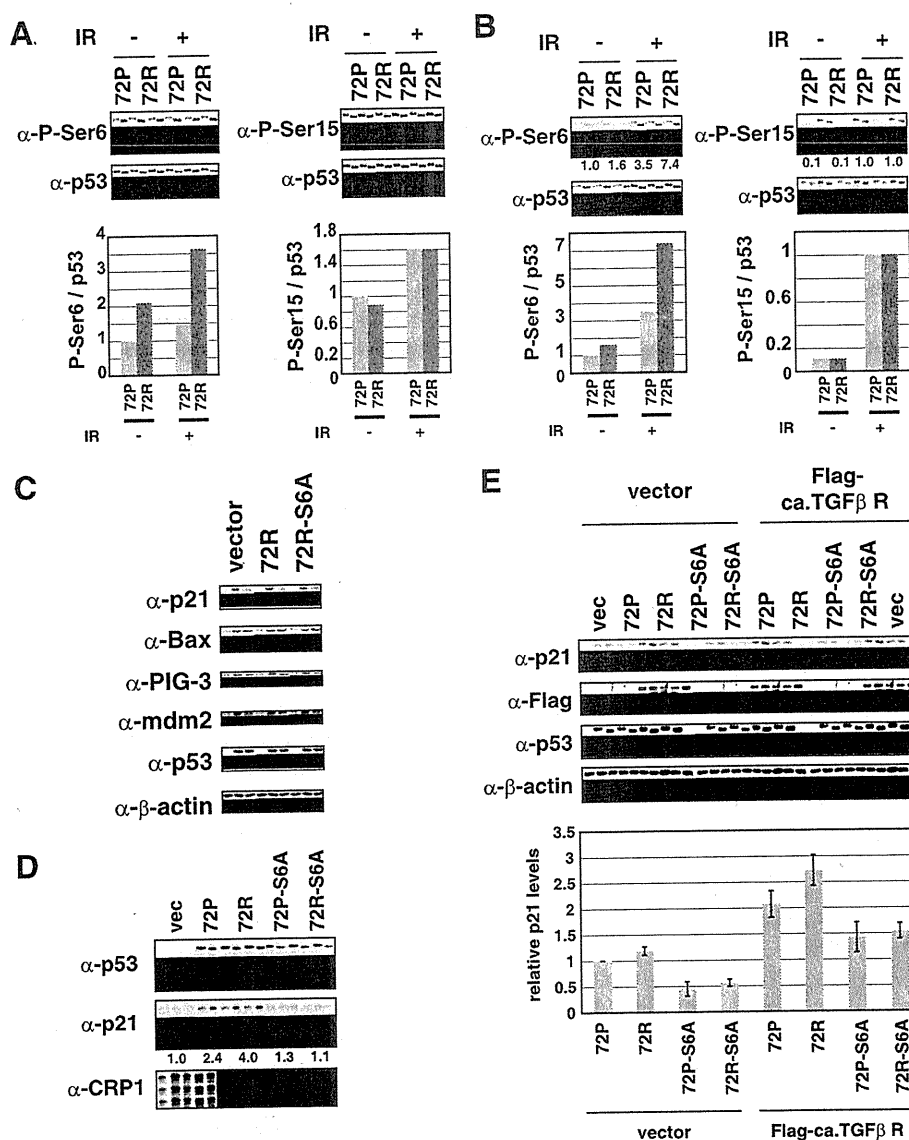 A.
IR - +
72P 72R 72P 72R
α-P-Ser6
α-p53
P-Ser6 / p53
4
3
2
1
0
72P 72R 72P 72R
IR - +
IR - +
72P 72R 72P 72R
α-P-Ser15
α-p53
P-Ser15 / p53
1.8
1.4
1
0.6
0.2
0
72P 72R 72P 72R
IR - +
B
IR - +
72P 72R 72P 72R
α-P-Ser6
1.0 1.6 3.5 7.4
α-p53
P-Ser6 / p53
7
5
3
1
0
72P 72R 72P 72R
IR - +
IR - +
72P 72R 72P 72R
α-P-Ser15
0.1 0.1 1.0 1.0
α-p53
P-Ser15 / p53
1
0.6
0.2
0
72P 72R 72P 72R
IR - +
C
vector 72R 72R-S6A
α-p21
α-Bax
α-PIG-3
α-mdm2
α-p53
α-β-actin
D
vec 72P 72R 72P-S6A 72R-S6A
α-p53
α-p21
1.0 2.4 4.0 1.3 1.1
α-CRP1
E
vector
Flag-
ca.TGFβ R
vec 72P 72R 72P-S6A 72R-S6A 72P 72R 72P-S6A 72R-S6A vec
α-p21
α-Flag
α-p53
α-β-actin
relative p21 levels
3.5
3
2.5
2
1.5
1
0.5
0
72P 72R 72P-S6A 72R-S6A 72P 72R 72P-S6A 72R-S6A
vector Flag-ca.TGFβ R